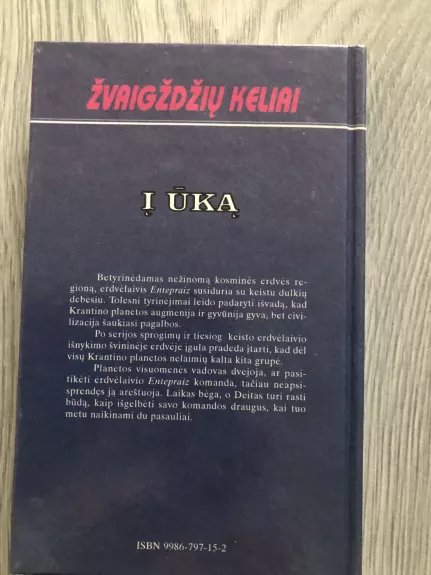 ŽVAIGŽDŽIŲ KELIAI
Į ŪKĄ
Betyrinėdamas nežinomą kosminės erdvės re-
gioną, erdvėlaivis Entepraiz susiduria su keistu dulkių
debesiu. Tolesni tyrinėjimai leido padaryti išvadą, kad
Krantino planetos augmenija ir gyvūnija gyva, bet civi-
lizacija šaukiasi pagalbos.
Po serijos sprogimų ir tiesiog keisto erdvėlaivio
išnykimo švininėje erdvėje įgula pradeda įtarti, kad dėl
visų Krantino planetos nelaimių kalta kita grupė.
Planetos visuomenės vadovas dvejoja, ar pasi-
tikėti erdvėlaivio Entepraiz komanda, tačiau neapsi-
sprendęs ją areštuoja. Laikas bėga, o Deitas turi rasti
būdą, kaip išgelbėti savo komandos draugus, kai tuo
metu naikinami du pasauliai.
ISBN 9986-797-15-2